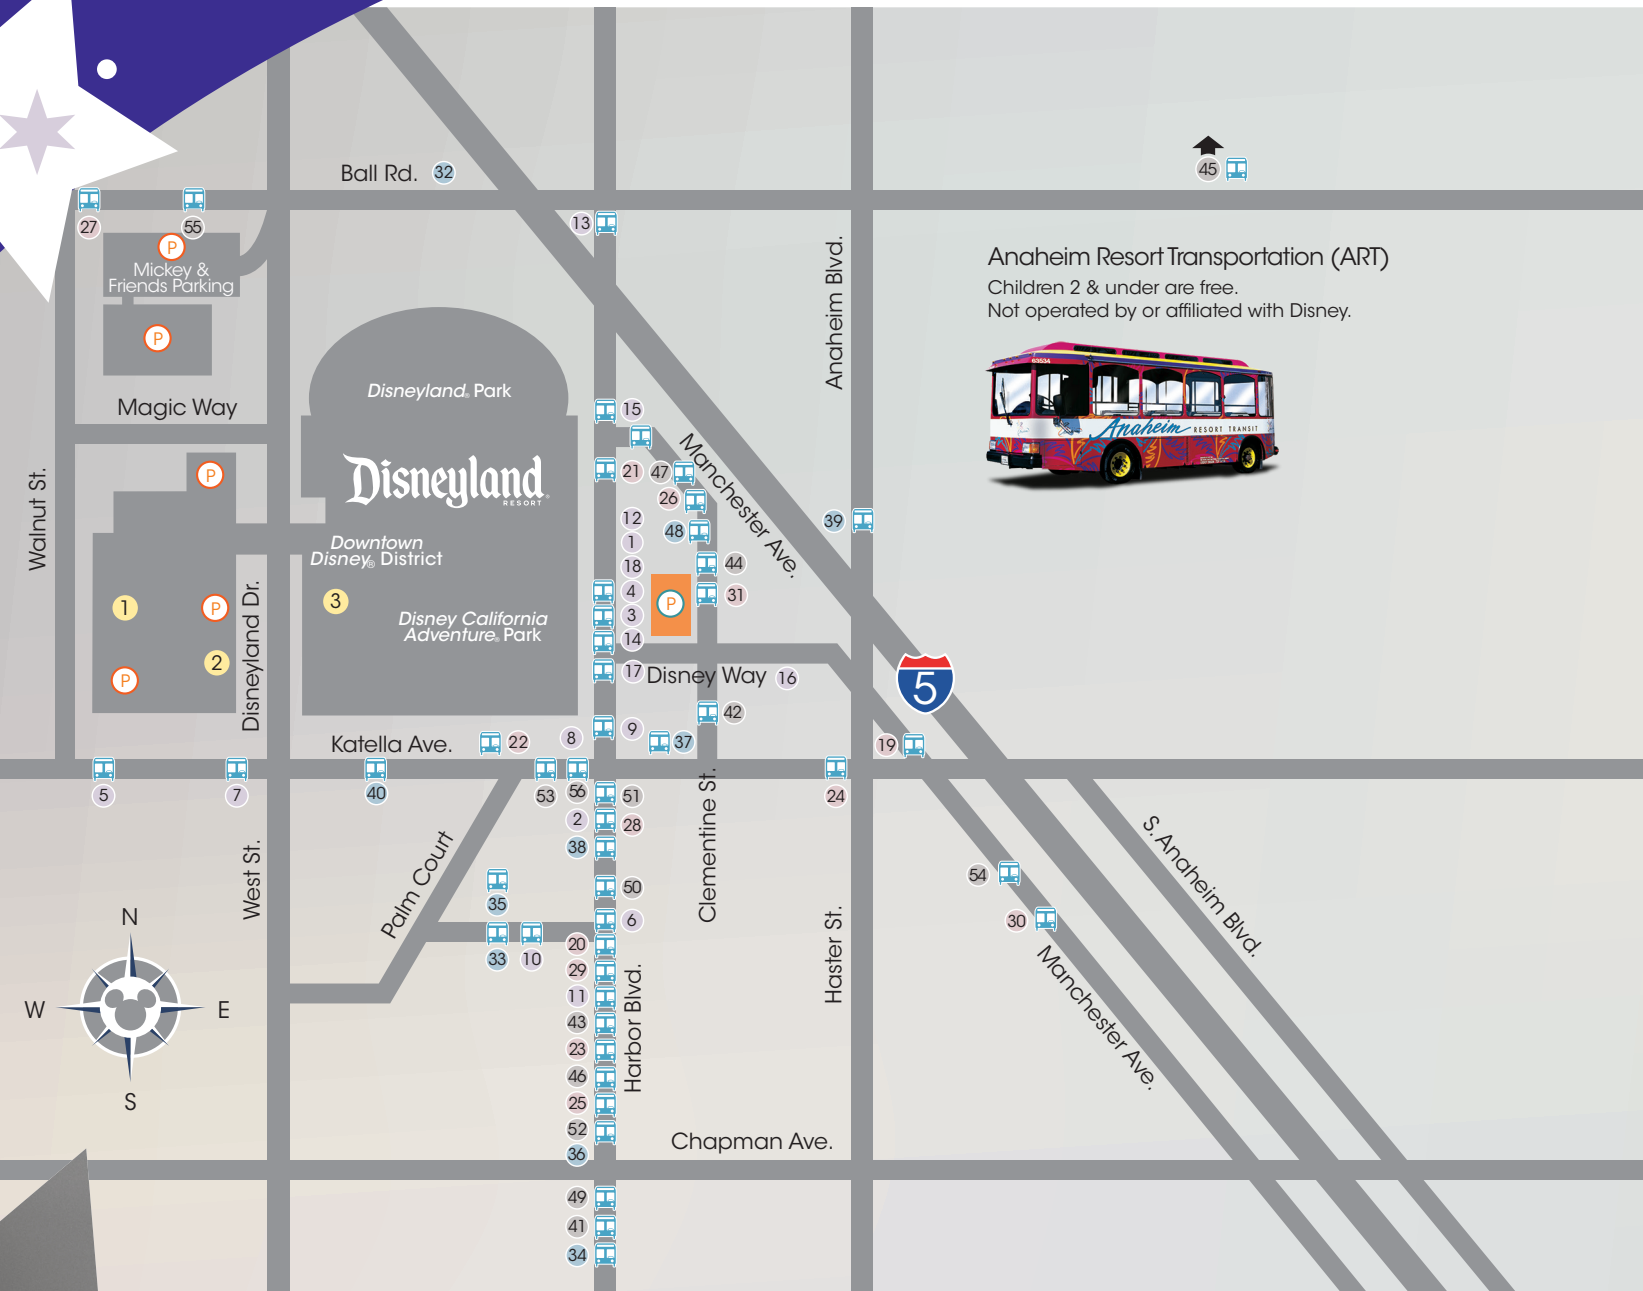 Ball Rd. 32
45
27
55
13
P
Mickey &
Friends Parking
P
Anaheim Blvd.
Anaheim Resort Transportation (ART)
Children 2 & under are free.
Not operated by or affiliated with Disney.
63534
Anaheim RESORT TRANSIT
Disneyland® Park
Magic Way
15
Manchester Ave.
Disneyland®
RESORT
21
47
26
P
Walnut St.
12
48
39
1
Downtown
Disney® District
18
44
4
31
P
1
P
3
3
Disney California
Adventure® Park
14
Disneyland Dr.
2
P
17
Disney Way 16
5
42
Katella Ave.
22
8
9
37
19
5
7
40
53
56
51
24
2
28
38
Clementine St.
S. Anaheim Blvd.
West St.
Palm Court
54
35
50
6
30
33
10
20
29
Haster St.
Manchester Ave.
N
W
E
S
11
Harbor Blvd.
43
23
46
25
52
Chapman Ave.
36
49
41
34